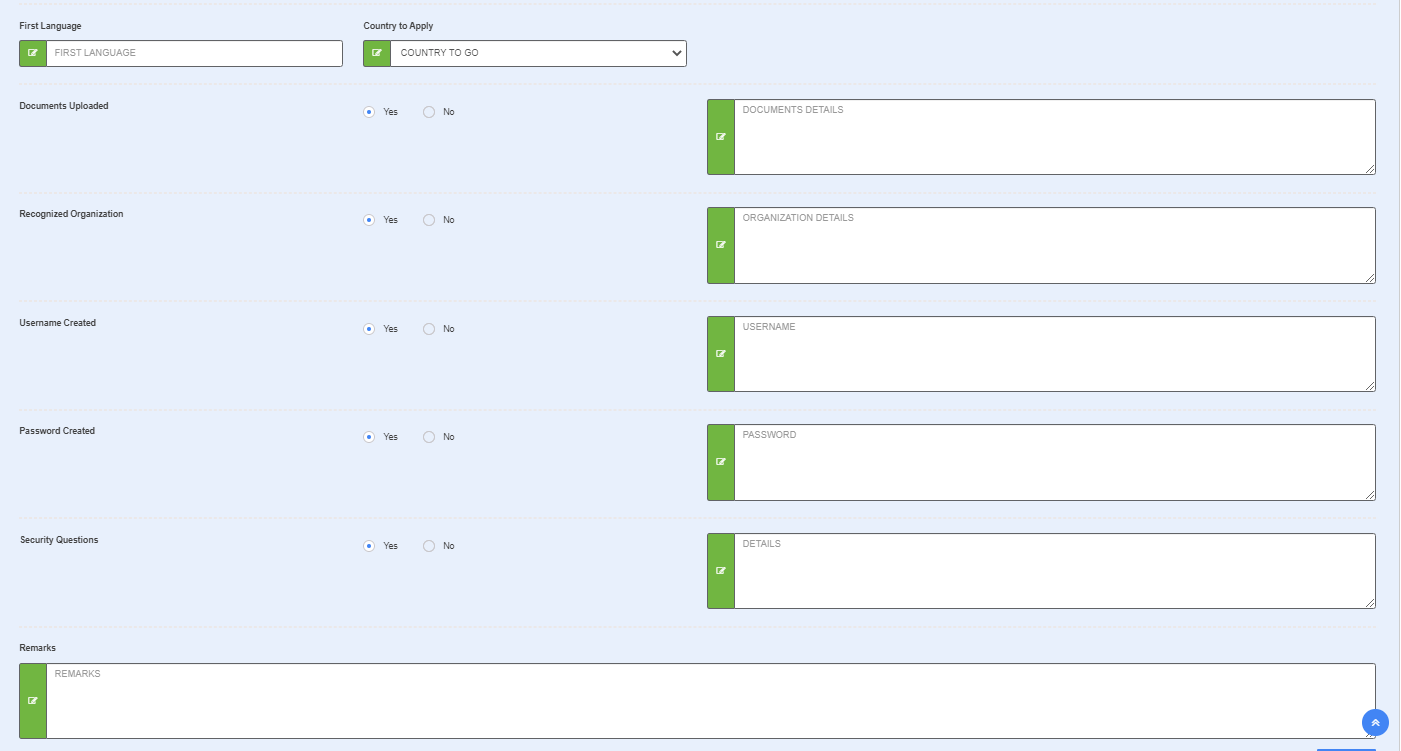 First Language
Country to Apply
FIRST LANGUAGE
COUNTRY TO GO
Documents Uploaded
Yes
No
DOCUMENTS DETAILS
Recognized Organization
Yes
No
ORGANIZATION DETAILS
Username Created
Yes
No
USERNAME
Password Created
Yes
No
PASSWORD
Security Questions
Yes
No
DETAILS
Remarks
REMARKS